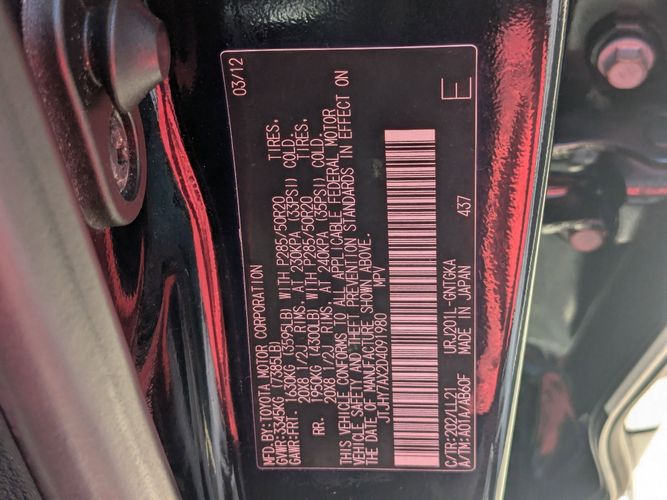 MFD.BY:TOYOTA MOTOR CORPORATION 03/12
GVWR:3345KG (7385LB)
GAWR:FRT. 1630KG (3595LB) WITH P285/50R20 TIRES.
20X8 1/2J RIMS. AT 230KPA (33PSI) COLD.
RR. 1950KG (4300LB) WITH P285/50R20 TIRES.
20X8 1/2J RIMS. AT 240KPA (35PSI) COLD.
THIS VEHICLE CONFORMS TO ALL APPLICABLE FEDERAL MOTOR
VEHICLE SAFETY AND THEFT PREVENTION STANDARDS IN EFFECT ON
THE DATE OF MANUFACTURE SHOWN ABOVE.
JTJHY7AX2D4091980 MPV
C/TR:202/LL21 URJ201L-GNTGKA 437 E
A/TM:A01A/AB60F MADE IN JAPAN